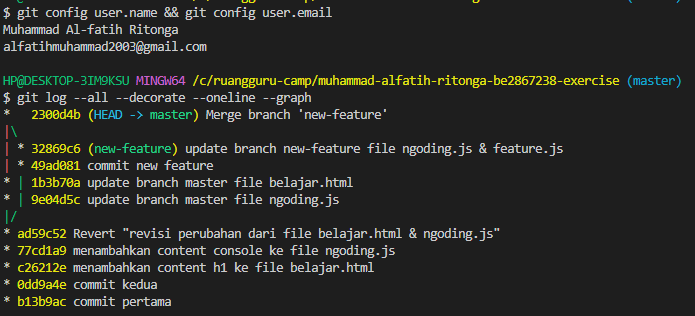 $ git config user.name && git config user.email
Muhammad Al-fatih Ritonga
alfatihmuhammad2003@gmail.com
HP@DESKTOP-3IM9KSU MINGW64 /c/ruangguru-camp/muhammad-alfatih-ritonga-be2867238-exercise (master)
$ git log --all --decorate --oneline --graph
*   2300d4b (HEAD -> master) Merge branch 'new-feature'
|\
| * 32869c6 (new-feature) update branch new-feature file ngoding.js & feature.js
| * 49ad081 commit new feature
* | 1b3b70a update branch master file belajar.html
* | 9e04d5c update branch master file ngoding.js
|/
* ad59c52 Revert "revisi perubahan dari file belajar.html & ngoding.js"
* 77cd1a9 menambahkan content console ke file ngoding.js
* c26212e menambahkan content h1 ke file belajar.html
* 0dd9a4e commit kedua
* b13b9ac commit pertama